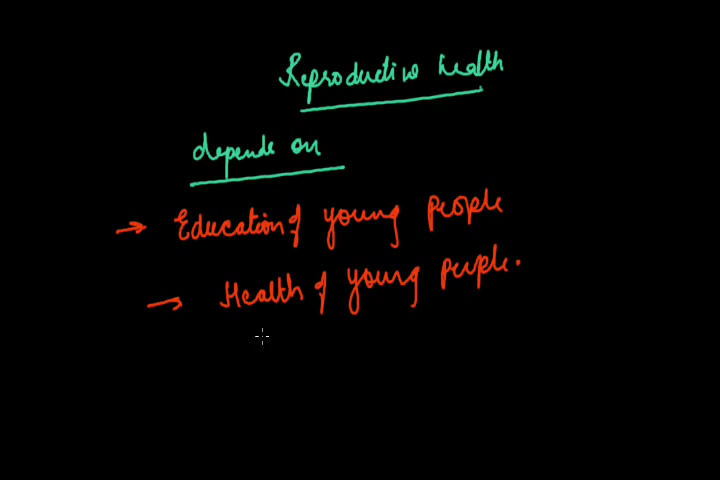 Reproductive health
depends on
→ Education of young people
→ Health of young people.